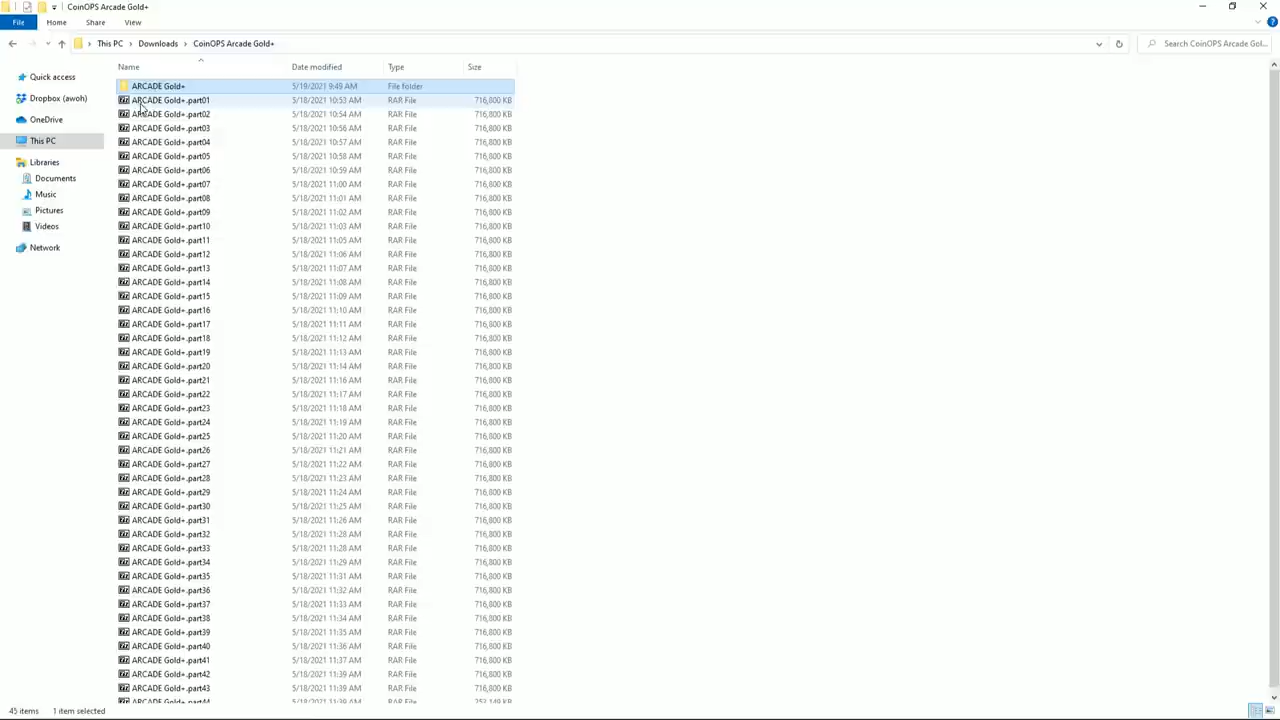 CoinOPS Arcade Gold+
File Home Share View
This PC Downloads CoinOPS Arcade Gold+ Search CoinOPS Arcade Gol...
Name Date modified Type Size
Quick access
Dropbox (awoh)
OneDrive
This PC
Libraries
Documents
Music
Pictures
Videos
Network
ARCADE Gold+ 5/19/2021 9:49 AM File folder
ARCADE Gold+.part01 5/18/2021 10:53 AM RAR File 716,800 KB
ARCADE Gold+.part02 5/18/2021 10:54 AM RAR File 716,800 KB
ARCADE Gold+.part03 5/18/2021 10:56 AM RAR File 716,800 KB
ARCADE Gold+.part04 5/18/2021 10:57 AM RAR File 716,800 KB
ARCADE Gold+.part05 5/18/2021 10:58 AM RAR File 716,800 KB
ARCADE Gold+.part06 5/18/2021 10:59 AM RAR File 716,800 KB
ARCADE Gold+.part07 5/18/2021 11:00 AM RAR File 716,800 KB
ARCADE Gold+.part08 5/18/2021 11:01 AM RAR File 716,800 KB
ARCADE Gold+.part09 5/18/2021 11:02 AM RAR File 716,800 KB
ARCADE Gold+.part10 5/18/2021 11:03 AM RAR File 716,800 KB
ARCADE Gold+.part11 5/18/2021 11:05 AM RAR File 716,800 KB
ARCADE Gold+.part12 5/18/2021 11:06 AM RAR File 716,800 KB
ARCADE Gold+.part13 5/18/2021 11:07 AM RAR File 716,800 KB
ARCADE Gold+.part14 5/18/2021 11:08 AM RAR File 716,800 KB
ARCADE Gold+.part15 5/18/2021 11:09 AM RAR File 716,800 KB
ARCADE Gold+.part16 5/18/2021 11:10 AM RAR File 716,800 KB
ARCADE Gold+.part17 5/18/2021 11:11 AM RAR File 716,800 KB
ARCADE Gold+.part18 5/18/2021 11:12 AM RAR File 716,800 KB
ARCADE Gold+.part19 5/18/2021 11:13 AM RAR File 716,800 KB
ARCADE Gold+.part20 5/18/2021 11:14 AM RAR File 716,800 KB
ARCADE Gold+.part21 5/18/2021 11:16 AM RAR File 716,800 KB
ARCADE Gold+.part22 5/18/2021 11:17 AM RAR File 716,800 KB
ARCADE Gold+.part23 5/18/2021 11:18 AM RAR File 716,800 KB
ARCADE Gold+.part24 5/18/2021 11:19 AM RAR File 716,800 KB
ARCADE Gold+.part25 5/18/2021 11:20 AM RAR File 716,800 KB
ARCADE Gold+.part26 5/18/2021 11:21 AM RAR File 716,800 KB
ARCADE Gold+.part27 5/18/2021 11:22 AM RAR File 716,800 KB
ARCADE Gold+.part28 5/18/2021 11:23 AM RAR File 716,800 KB
ARCADE Gold+.part29 5/18/2021 11:24 AM RAR File 716,800 KB
ARCADE Gold+.part30 5/18/2021 11:25 AM RAR File 716,800 KB
ARCADE Gold+.part31 5/18/2021 11:26 AM RAR File 716,800 KB
ARCADE Gold+.part32 5/18/2021 11:28 AM RAR File 716,800 KB
ARCADE Gold+.part33 5/18/2021 11:28 AM RAR File 716,800 KB
ARCADE Gold+.part34 5/18/2021 11:29 AM RAR File 716,800 KB
ARCADE Gold+.part35 5/18/2021 11:31 AM RAR File 716,800 KB
ARCADE Gold+.part36 5/18/2021 11:32 AM RAR File 716,800 KB
ARCADE Gold+.part37 5/18/2021 11:33 AM RAR File 716,800 KB
ARCADE Gold+.part38 5/18/2021 11:34 AM RAR File 716,800 KB
ARCADE Gold+.part39 5/18/2021 11:35 AM RAR File 716,800 KB
ARCADE Gold+.part40 5/18/2021 11:36 AM RAR File 716,800 KB
ARCADE Gold+.part41 5/18/2021 11:37 AM RAR File 716,800 KB
ARCADE Gold+.part42 5/18/2021 11:39 AM RAR File 716,800 KB
ARCADE Gold+.part43 5/18/2021 11:39 AM RAR File 716,800 KB
ARCADE Gold+.part44 5/18/2021 11:39 AM RAR File 253,149 KB
45 items 1 item selected